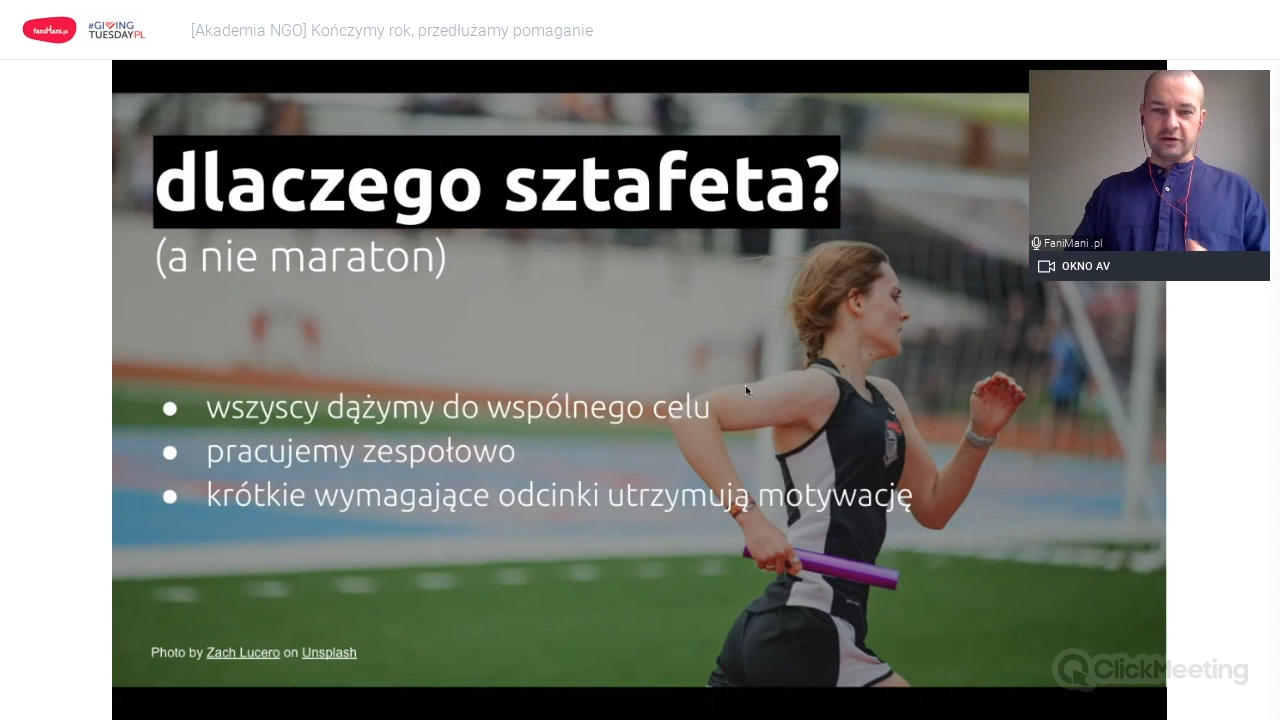 faniMani.pl
#GIVING
TUESDAYPL
[Akademia NGO] Kończymy rok, przedłużamy pomaganie
dlaczego sztafeta?
(a nie maraton)
FaniMani .pl
OKNO AV
● wszyscy dążymy do wspólnego celu
● pracujemy zespołowo
● krótkie wymagające odcinki utrzymują motywację
Photo by Zach Lucero on Unsplash
ClickMeeting